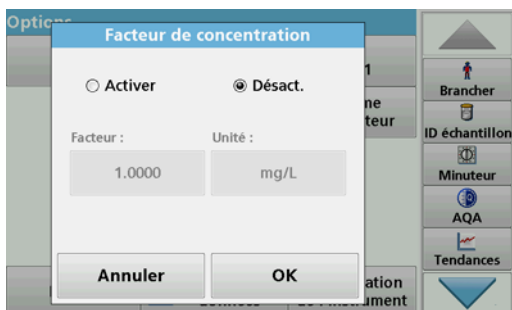 Options
Facteur de concentration
Activer
Désact.
Facteur :
Unité :
1.0000
mg/L
Annuler
OK
1
Brancher
ID échantillon
Minuteur
AQA
Tendances